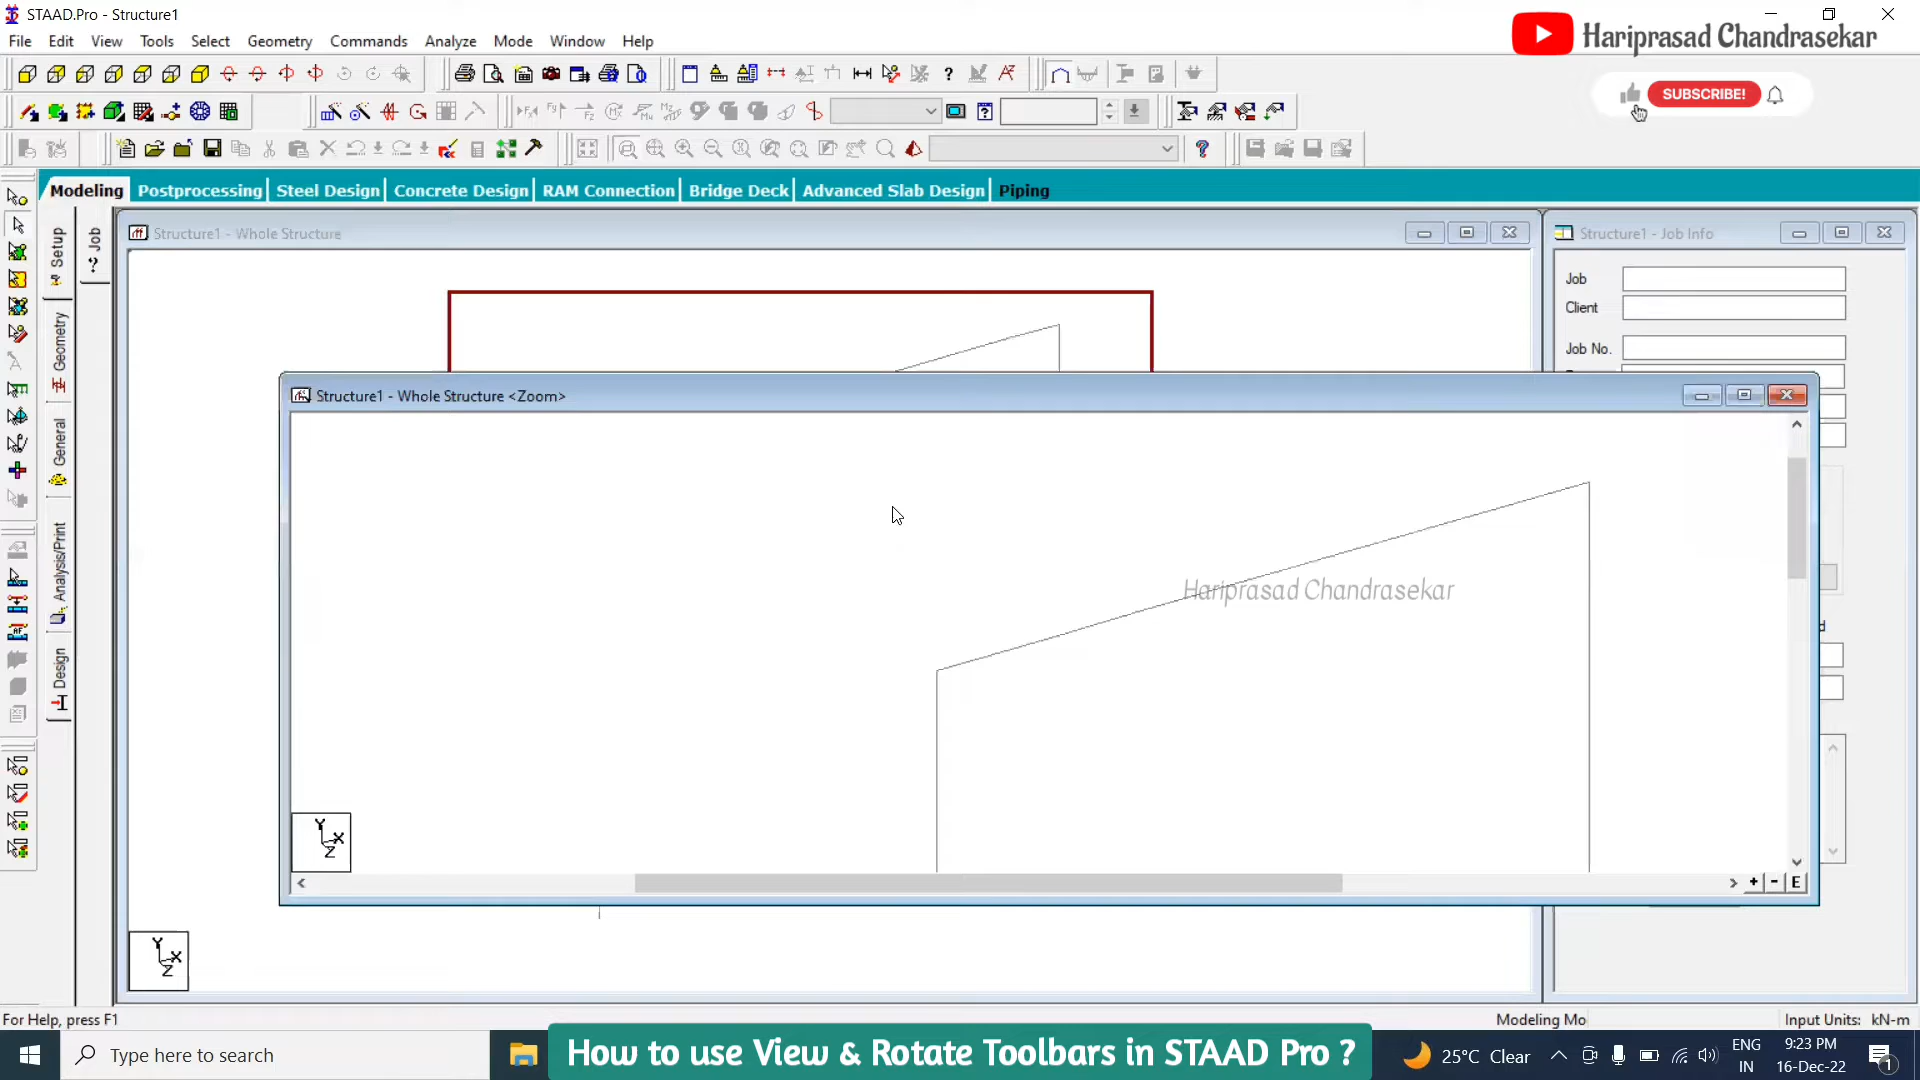 STAAD.Pro - Structure1
File Edit View Tools Select Geometry Commands Analyze Mode Window Help
Hariprasad Chandrasekar
SUBSCRIBE!
Modeling Postprocessing Steel Design Concrete Design RAM Connection Bridge Deck Advanced Slab Design Piping
Setup
Job
Geometry
General
Analysis/Print
Design
Structure1 - Whole Structure
Structure1 - Job Info
Job
Client
Job No.
Structure1 - Whole Structure <Zoom>
Hariprasad Chandrasekar
Y
X
Z
+ - E
Y
X
Z
For Help, press F1
Modeling Mo
Input Units: kN-m
Type here to search
How to use View & Rotate Toolbars in STAAD Pro ?
25°C Clear
ENG
IN
9:23 PM
16-Dec-22
1